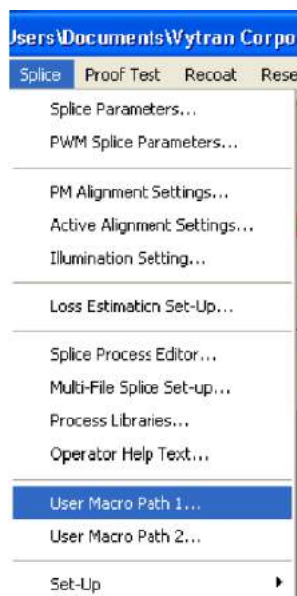 Jsers\Documents\Vytran Corpo
Splice Proof Test Recoat Rese
Splice Parameters...
PWM Splice Parameters...
PM Alignment Settings...
Active Alignment Settings...
Illumination Setting...
Loss Estimation Set-Up...
Splice Process Editor...
Multi-File Splice Set-up...
Process Libraries...
Operator Help Text...
User Macro Path 1...
User Macro Path 2...
Set-Up